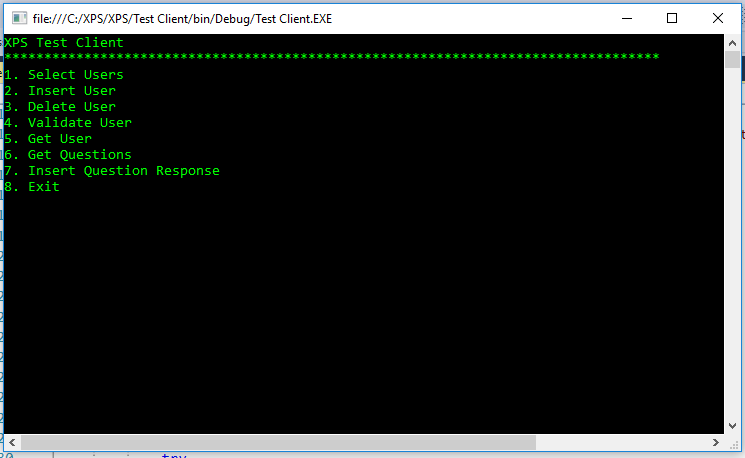 file:///C:/XPS/XPS/Test Client/bin/Debug/Test Client.EXE
XPS Test Client
**********************************************************************************
1. Select Users
2. Insert User
3. Delete User
4. Validate User
5. Get User
6. Get Questions
7. Insert Question Response
8. Exit
try